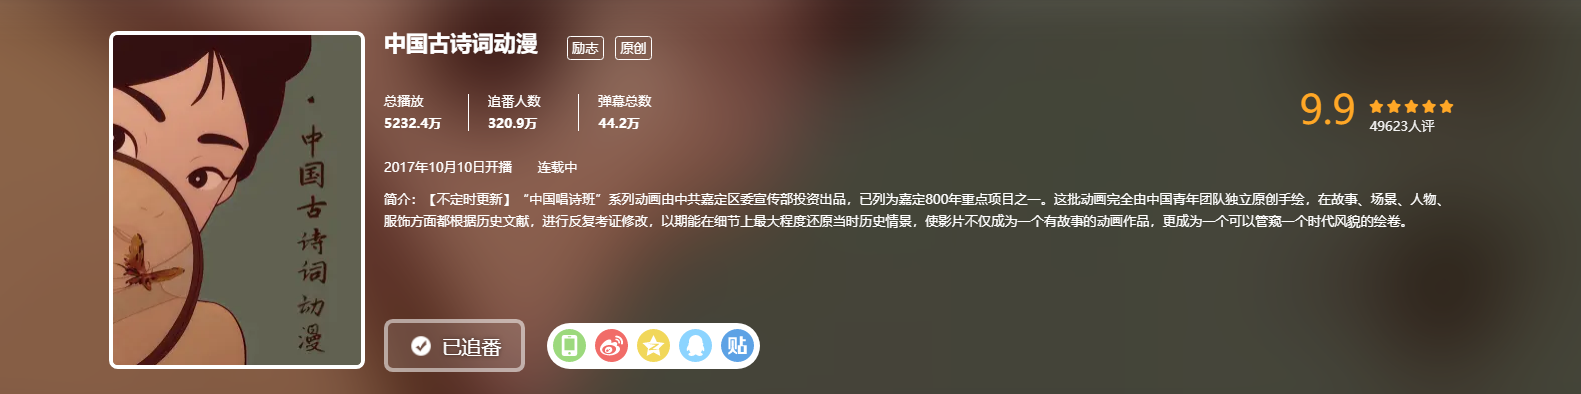 中国古诗词动漫
励志 原创
总播放 追番人数 弹幕总数
5232.4万 320.9万 44.2万
9.9
49623人评
2017年10月10日开播 连载中
简介：【不定时更新】“中国唱诗班”系列动画由中共嘉定区委宣传部投资出品，已列为嘉定800年重点项目之一。这批动画完全由中国青年团队独立原创手绘，在故事、场景、人物、
服饰方面都根据历史文献，进行反复考证修改，以期能在细节上最大程度还原当时历史情景，使影片不仅成为一个有故事的动画作品，更成为一个可以管窥一个时代风貌的绘卷。
·中国古诗词动漫
已追番
贴